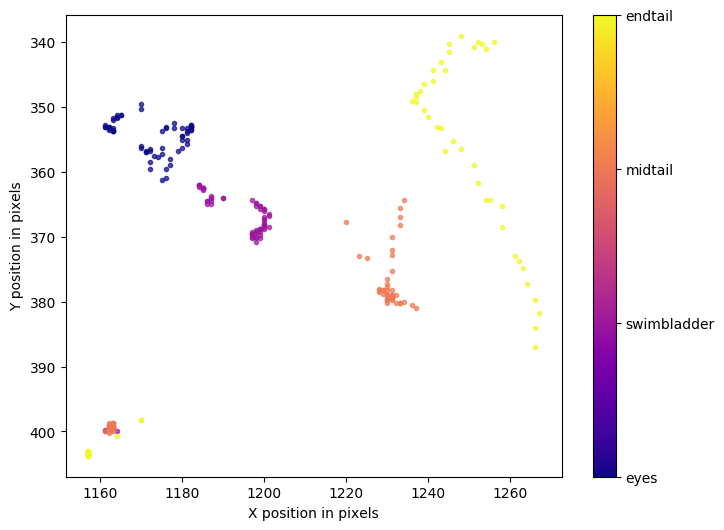 340
350
360
370
380
390
400
1160
1180
1200
1220
1240
1260
X position in pixels
Y position in pixels
endtail
midtail
swimbladder
eyes